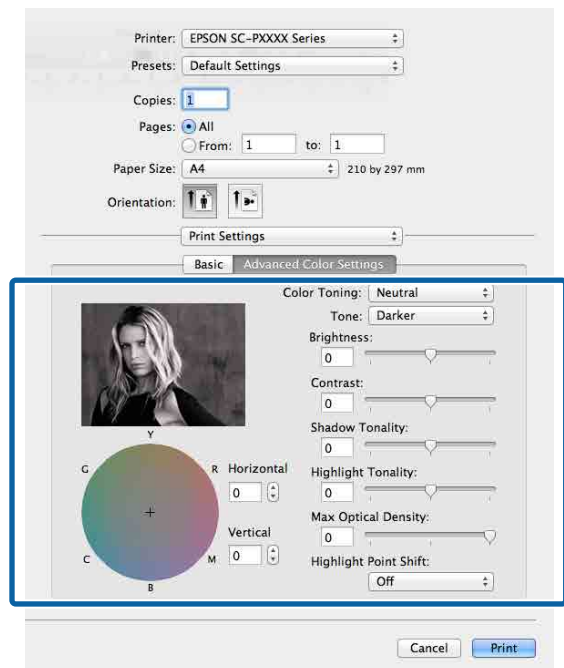 Printer: EPSON SC-PXXXX Series
Presets: Default Settings
Copies: 1
Pages: All
From: 1 to: 1
Paper Size: A4 210 by 297 mm
Orientation:
Print Settings
Basic Advanced Color Settings
Color Toning: Neutral
Tone: Darker
Brightness:
0
Contrast:
0
Shadow Tonality:
0
Highlight Tonality:
0
Max Optical Density:
0
Highlight Point Shift:
Off
Y
G R
C M
B
Horizontal
0
Vertical
0
Cancel Print